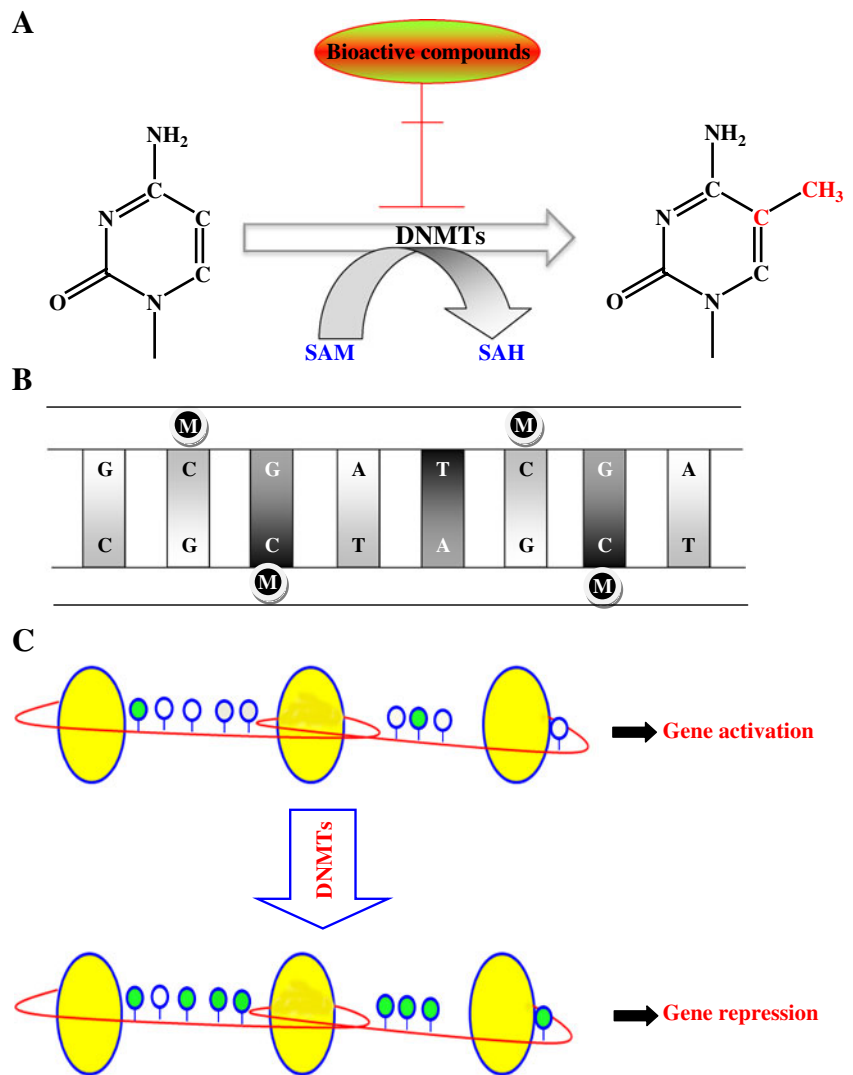 A
Bioactive compounds
NH2 NH2
C CH3
N C N C
DNMTs
C C
O N O N
SAM SAH
B
M M
G C G A T C G A
C G C T A G C T
M M
C
Gene activation
DNMTs
Gene repression